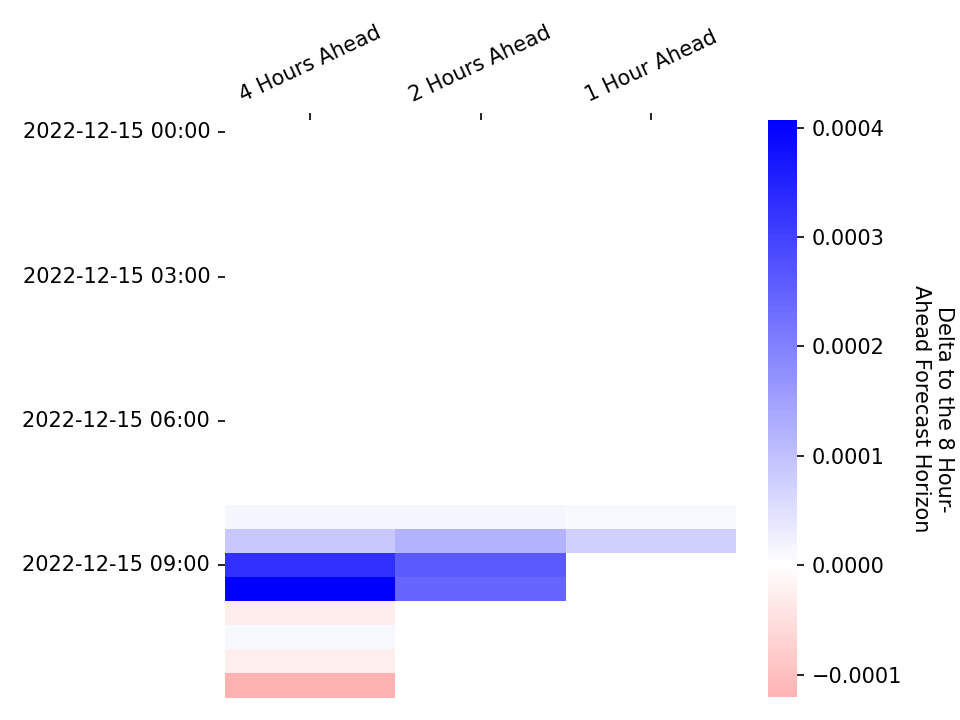 4 Hours Ahead
2 Hours Ahead
1 Hour Ahead
2022-12-15 00:00
2022-12-15 03:00
2022-12-15 06:00
2022-12-15 09:00
0.0004
0.0003
0.0002
0.0001
0.0000
−0.0001
Delta to the 8 Hour-
Ahead Forecast Horizon